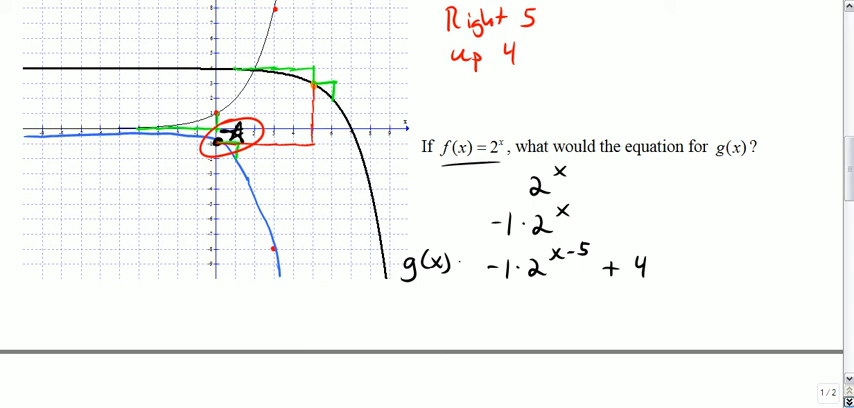 Right 5
up 4
x
-A
If f(x) = 2^x, what would the equation for g(x)?
2^x
-1 · 2^x
g(x) · -1 · 2^(x-5) + 4
1 / 2